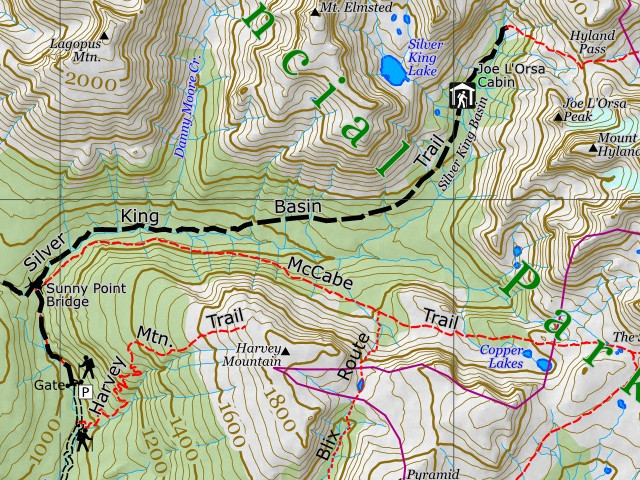 Mt. Elmsted
Lagopus
Mtn.
ncial
Silver
King
Lake
Hyland
Pass
2000
Danny Moore Cr.
Joe L'Orsa
Cabin
Joe L'Orsa
Peak
Mount
Hyland
Silver King Basin
Silver King Basin Trail
Sunny Point
Bridge
McCabe Trail
Park
Harvey Mtn. Trail
Harvey
Mountain
Blix Route
Copper
Lakes
The
Gate
P
1000
1200
1400
1600
1800
Pyramid